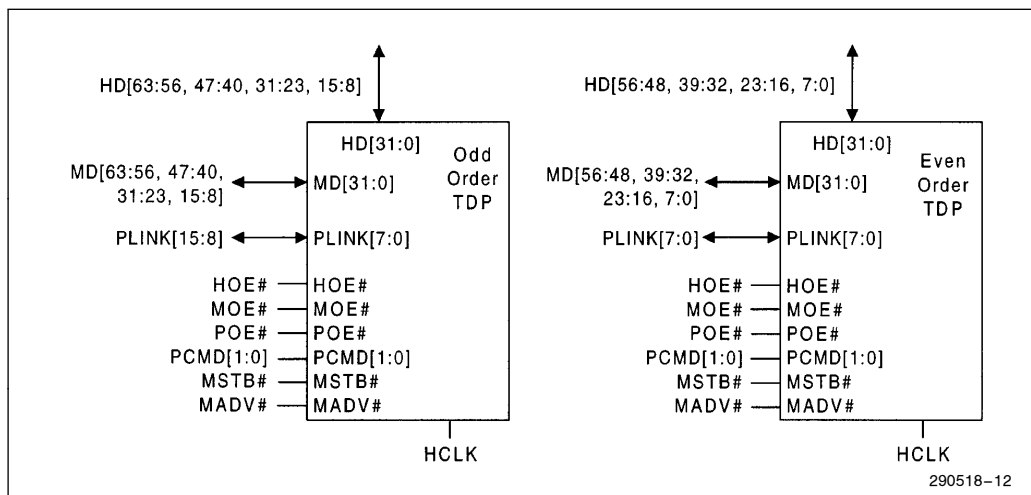 HD[63:56, 47:40, 31:23, 15:8]
HD[31:0]
Odd
Order
TDP
MD[63:56, 47:40,
31:23, 15:8]
MD[31:0]
PLINK[15:8]
PLINK[7:0]
HOE# HOE#
MOE# MOE#
POE# POE#
PCMD[1:0] PCMD[1:0]
MSTB# MSTB#
MADV# MADV#
HCLK
HD[56:48, 39:32, 23:16, 7:0]
HD[31:0]
Even
Order
TDP
MD[56:48, 39:32,
23:16, 7:0]
MD[31:0]
PLINK[7:0]
PLINK[7:0]
HOE# HOE#
MOE# MOE#
POE# POE#
PCMD[1:0] PCMD[1:0]
MSTB# MSTB#
MADV# MADV#
HCLK
290518–12